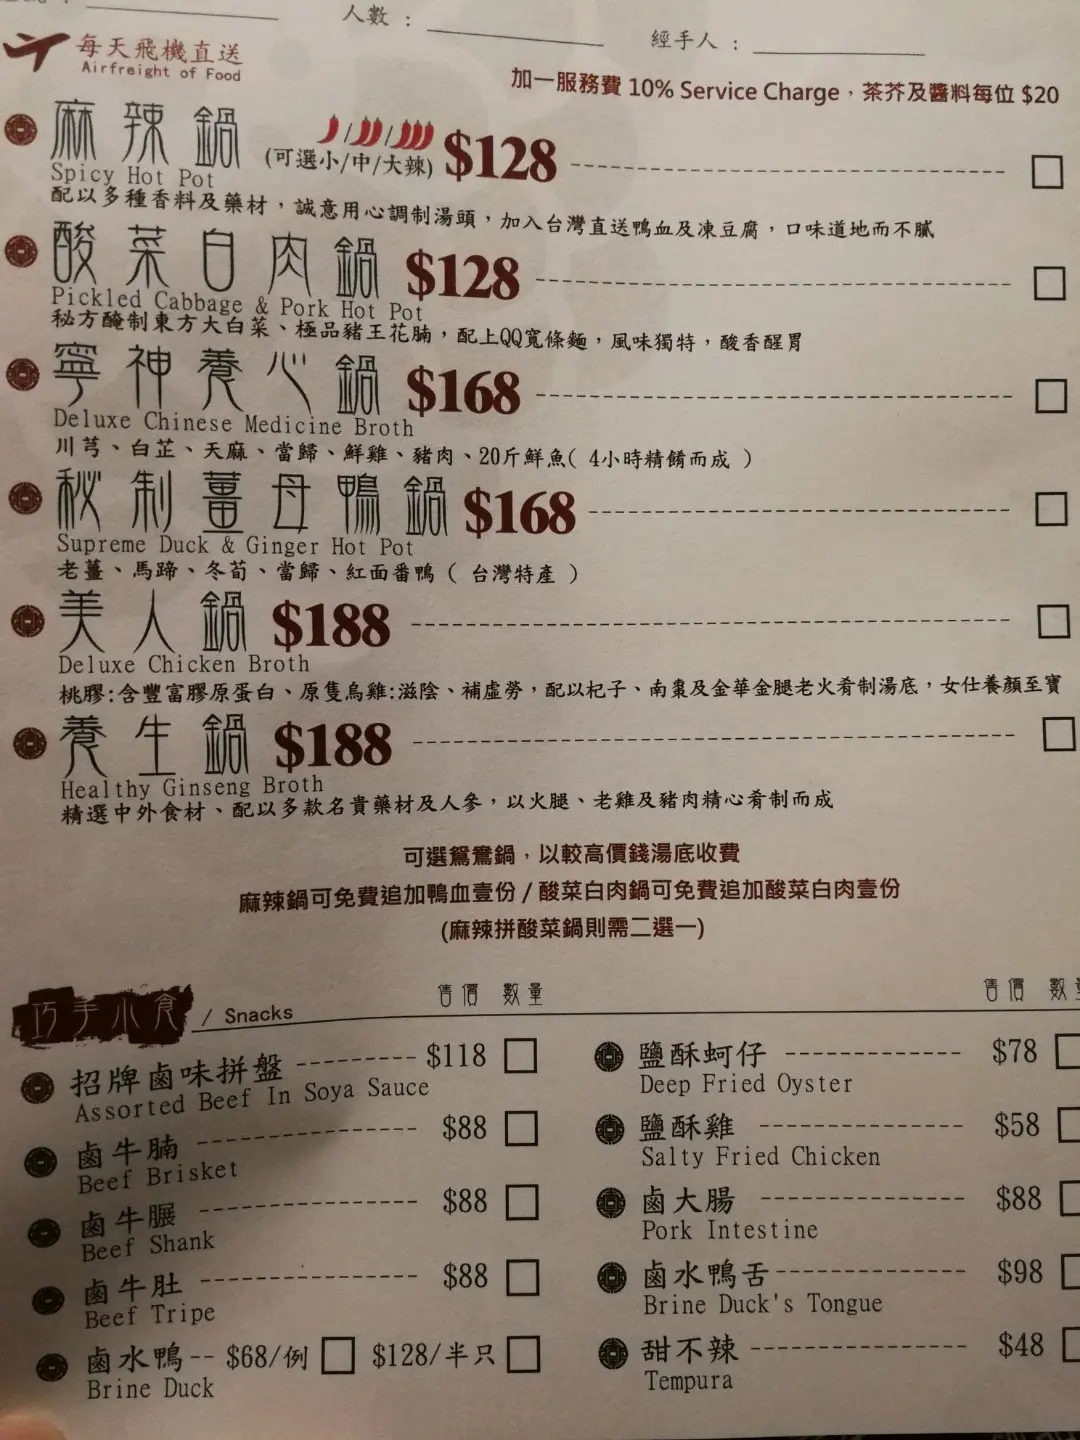 人數：
經手人：
每天飛機直送
Airfreight of Food
加一服務費 10% Service Charge，茶芥及醬料每位 $20
麻辣鍋 (可選小/中/大辣) $128
Spicy Hot Pot
配以多種香料及藥材，誠意用心調制湯頭，加入台灣直送鴨血及凍豆腐，口味道地而不膩
酸菜白肉鍋 $128
Pickled Cabbage & Pork Hot Pot
秘方醃制東方大白菜、極品豬王花腩，配上QQ寬條麵，風味獨特，酸香醒胃
寧神養心鍋 $168
Deluxe Chinese Medicine Broth
川芎、白芷、天麻、當歸、鮮雞、豬肉、20斤鮮魚( 4小時精餚而成 )
秘制薑母鴨鍋 $168
Supreme Duck & Ginger Hot Pot
老薑、馬蹄、冬荀、當歸、紅面番鴨 ( 台灣特產 )
美人鍋 $188
Deluxe Chicken Broth
桃膠:含豐富膠原蛋白、原隻烏雞:滋陰、補虛勞，配以杞子、南棗及金華金腿老火肴制湯底，女仕養顏至寶
養生鍋 $188
Healthy Ginseng Broth
精選中外食材、配以多款名貴藥材及人參，以火腿、老雞及豬肉精心肴制而成
可選鴛鴦鍋，以較高價錢湯底收費
麻辣鍋可免費追加鴨血壹份 / 酸菜白肉鍋可免費追加酸菜白肉壹份
(麻辣拼酸菜鍋則需二選一)
巧手小食 / Snacks 售價 數量 售價 數量
招牌鹵味拼盤 $118
Assorted Beef In Soya Sauce
鹵牛腩 $88
Beef Brisket
鹵牛𦟌 $88
Beef Shank
鹵牛肚 $88
Beef Tripe
鹵水鴨 $68/例 $128/半只
Brine Duck
鹽酥蚵仔 $78
Deep Fried Oyster
鹽酥雞 $58
Salty Fried Chicken
鹵大腸 $88
Pork Intestine
鹵水鴨舌 $98
Brine Duck's Tongue
甜不辣 $48
Tempura